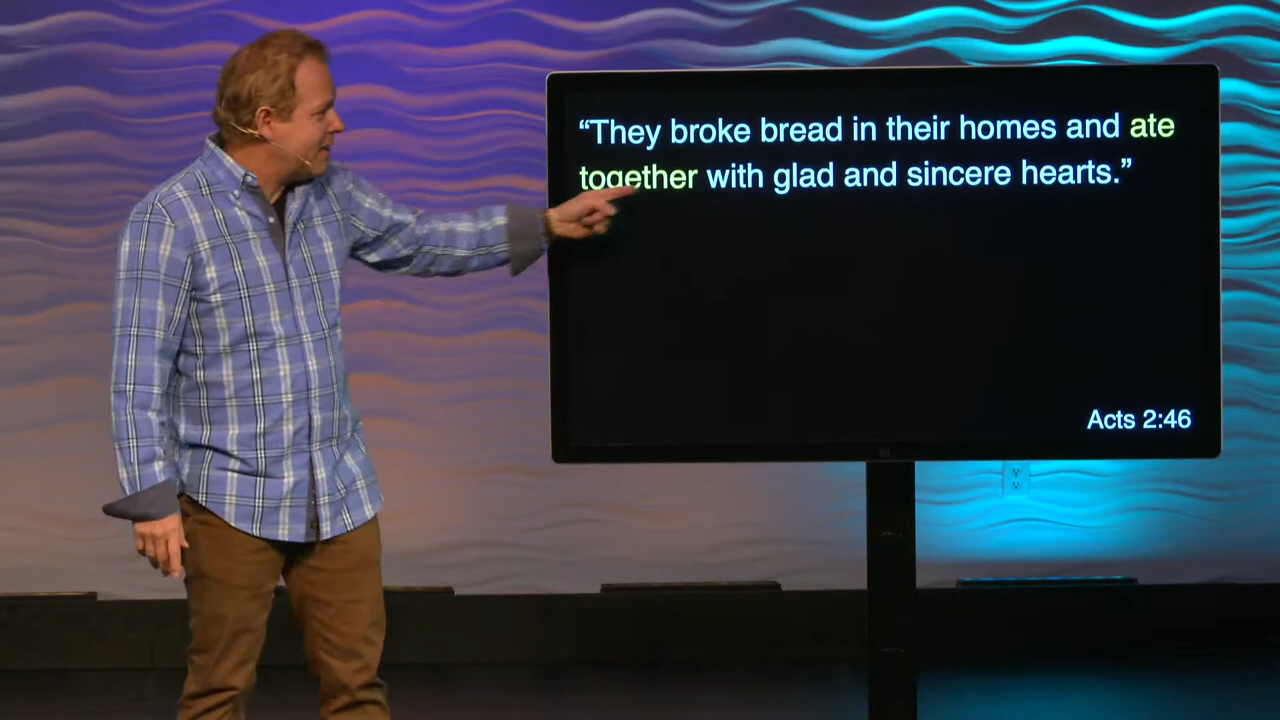 “They broke bread in their homes and ate
together with glad and sincere hearts.”
Acts 2:46